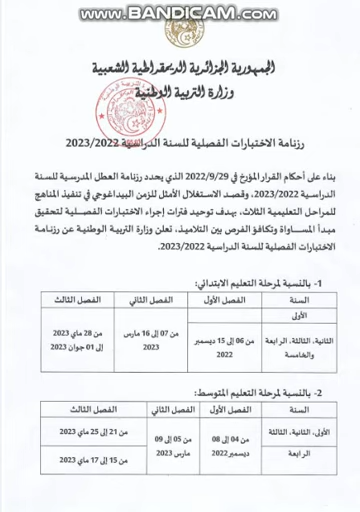 www.BANDICAM.com
الجمهورية الجزائرية الديمقراطية الشعبية
وزارة التربية الوطنية
رزنامة الاختبارات الفصلية للسنة الدراسية 2023/2022
بناء على أحكام القرار المؤرخ في 2022/9/29 الذي يحدد رزنامة العطل المدرسية للسنة
الدراسية 2023/2022، وقصد الاستغلال الأمثل للزمن البيداغوجي في تنفيذ المناهج
للمراحل التعليمية الثلاث، بهدف توحيد فترات إجراء الاختبارات الفصلية لتحقيق
مبدأ المساواة وتكافؤ الفرص بين التلاميذ، تعلن وزارة التربية الوطنية عن رزنامة
الاختبارات الفصلية للسنة الدراسية 2023/2022.
1- بالنسبة لمرحلة التعليم الابتدائي:
السنة الفصل الأول الفصل الثاني الفصل الثالث
الأولى
الثانية، الثالثة، الرابعة والخامسة
من 06 إلى 15 ديسمبر 2022
من 07 إلى 16 مارس 2023
من 28 ماي 2023 إلى 01 جوان 2023
2- بالنسبة لمرحلة التعليم المتوسط:
السنة الفصل الأول الفصل الثاني الفصل الثالث
الأولى، الثانية، الثالثة
الرابعة
من 04 إلى 08 ديسمبر 2022
من 05 إلى 09 مارس 2023
من 21 إلى 25 ماي 2023
من 15 إلى 17 ماي 2023